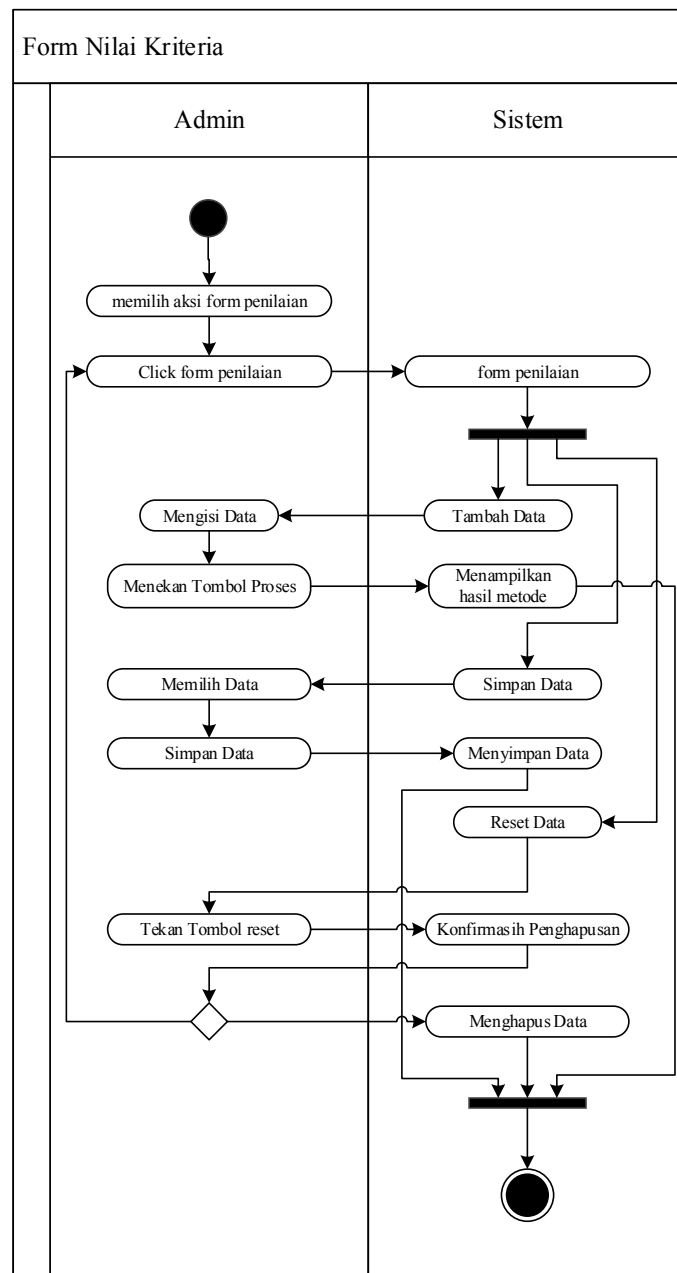 Form Nilai Kriteria
Admin
Sistem
memilih aksi form penilaian
Click form penilaian
form penilaian
Mengisi Data
Tambah Data
Menekan Tombol Proses
Menampilkan
hasil metode
Memilih Data
Simpan Data
Simpan Data
Menyimpan Data
Reset Data
Tekan Tombol reset
Konfirmasih Penghapusan
Menghapus Data